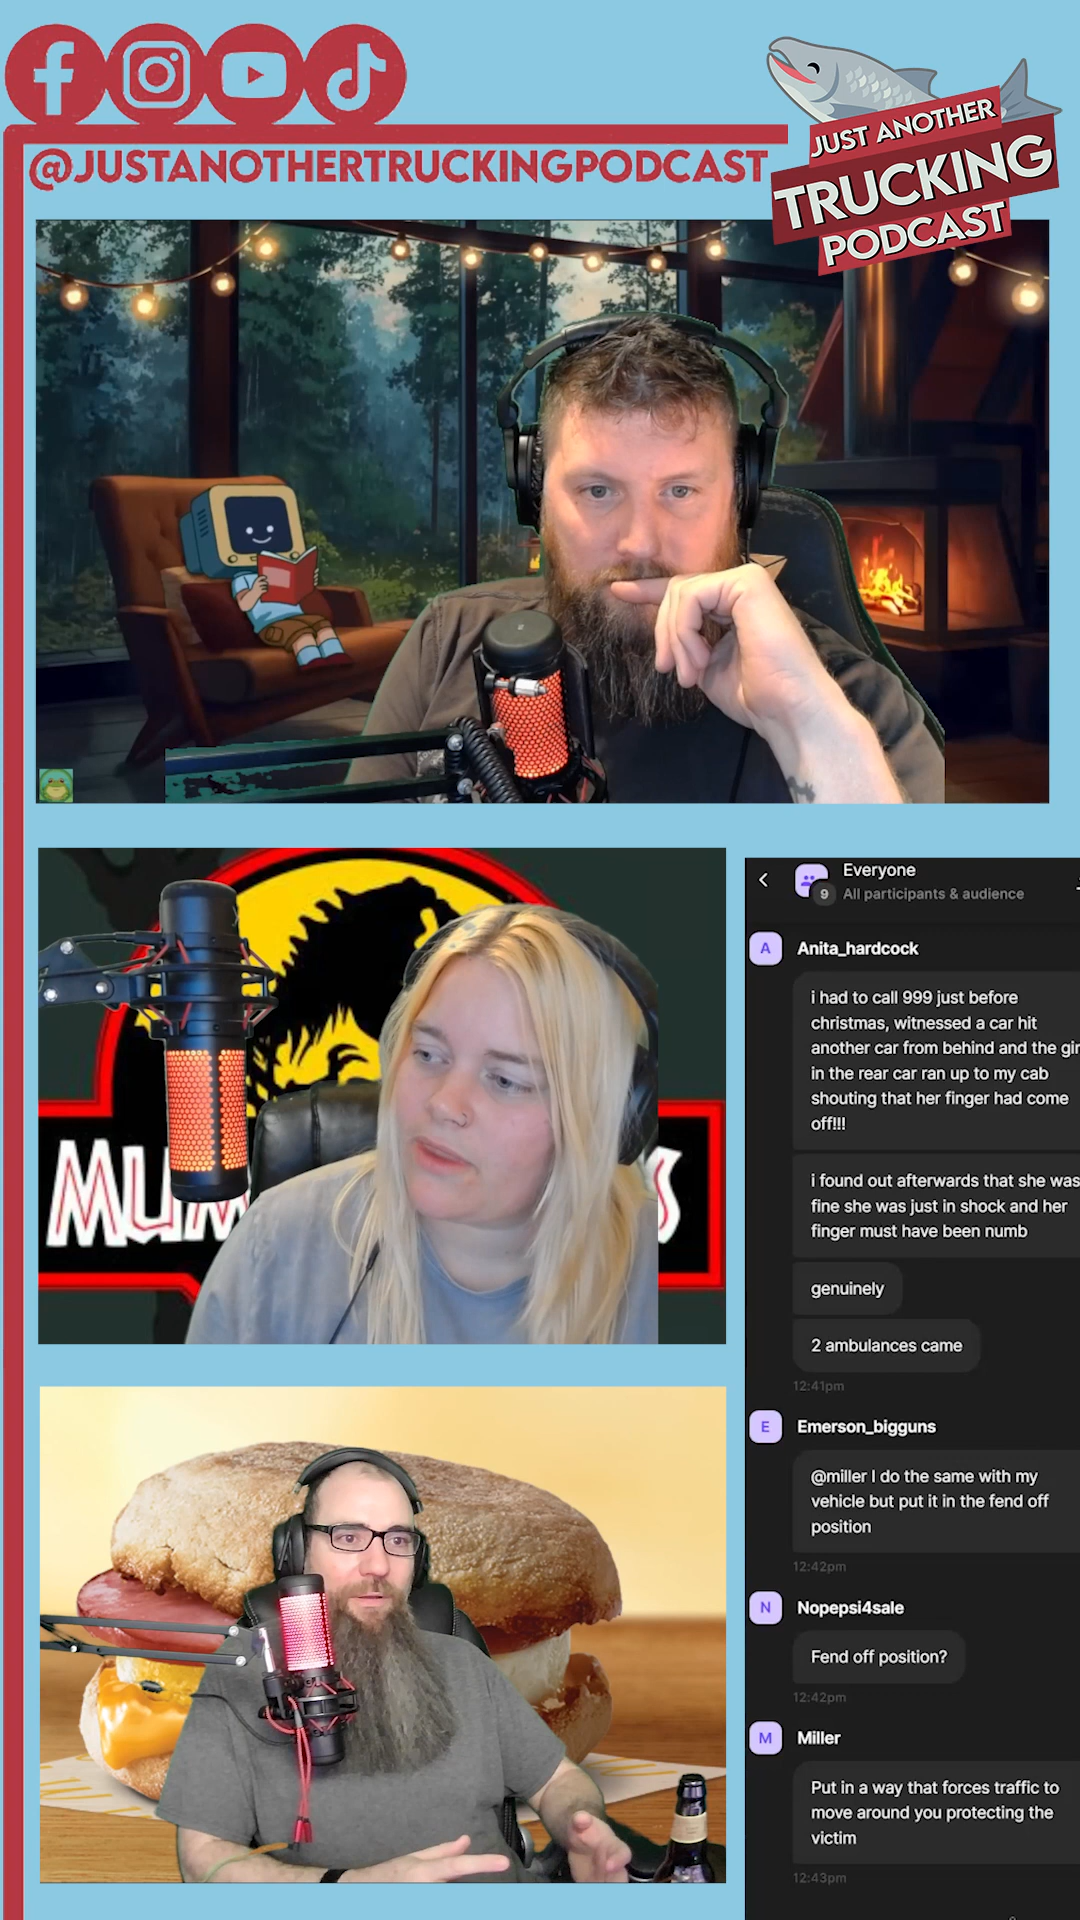 @JUSTANOTHERTRUCKINGPODCAST
JUST ANOTHER
TRUCKING
PODCAST
Everyone
9
All participants & audience
A
Anita_hardcock
i had to call 999 just before
christmas, witnessed a car hit
another car from behind and the gir
in the rear car ran up to my cab
shouting that her finger had come
off!!!
i found out afterwards that she was
fine she was just in shock and her
finger must have been numb
genuinely
2 ambulances came
12:41pm
E
Emerson_bigguns
@miller I do the same with my
vehicle but put it in the fend off
position
12:42pm
N
Nopepsi4sale
Fend off position?
12:42pm
M
Miller
Put in a way that forces traffic to
move around you protecting the
victim
12:43pm